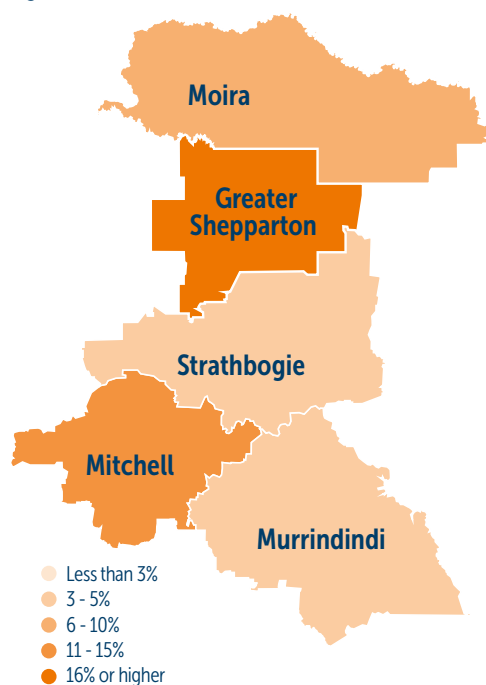 Moira
Greater
Shepparton
Strathbogie
Mitchell
Murrindindi
Less than 3%
3 - 5%
6 - 10%
11 - 15%
16% or higher